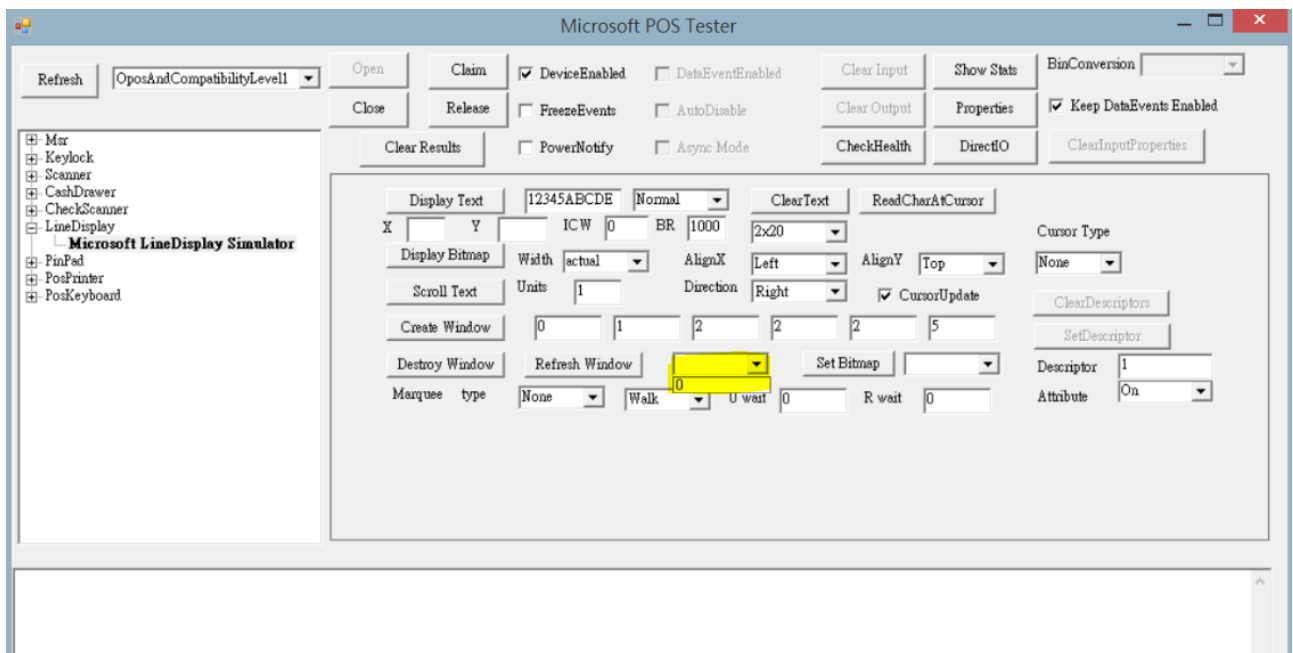 Microsoft POS Tester
Refresh OposAndCompatibilityLevel1 Open Claim DeviceEnabled DataEventEnabled Clear Input Show Stats BinConversion
Close Release FreezeEvents AutoDisable Clear Output Properties Keep DataEvents Enabled
Clear Results PowerNotify Async Mode CheckHealth DirectIO ClearInputProperties
Msr
Keylock
Scanner
CashDrawer
CheckScanner
LineDisplay
Microsoft LineDisplay Simulator
PinPad
PosPrinter
PosKeyboard
Display Text 12345ABCDE Normal ClearText ReadCharAtCursor
X Y ICW 0 BR 1000 2x20 Cursor Type
Display Bitmap Width actual AlignX Left AlignY Top None
Scroll Text Units 1 Direction Right CursorUpdate ClearDescriptors
Create Window 0 1 2 2 2 5 SetDescriptor
Destroy Window Refresh Window Set Bitmap Descriptor 1
0
Marquee type None Walk U wait 0 R wait 0 Attribute On